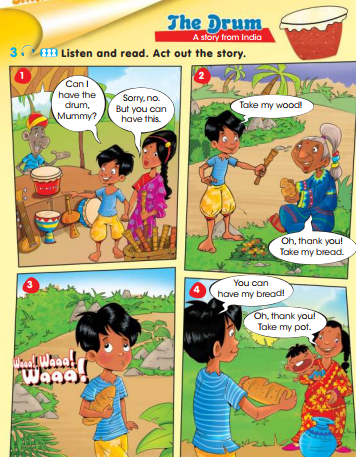 The Drum
A story from India
3 Listen and read. Act out the story.
1
Can I
have the
drum,
Mummy?
Sorry, no.
But you can
have this.
2
Take my wood!
Oh, thank you!
Take my bread.
3
Waaa! Waaa!
Waaa!
4
You can
have my bread!
Oh, thank you!
Take my pot.